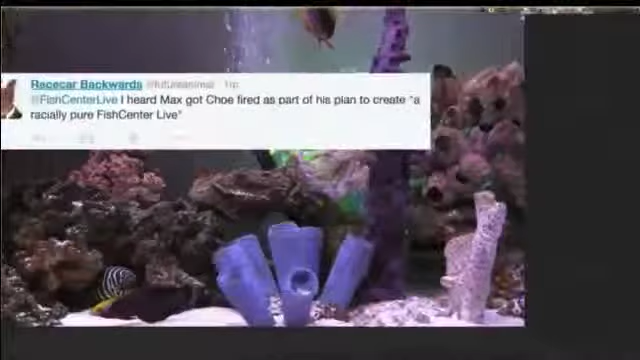 Racecar Backwards @futureanimal
@FishCenterLive I heard Max got Choe fired as part of his plan to create "a
racially pure FishCenter Live"